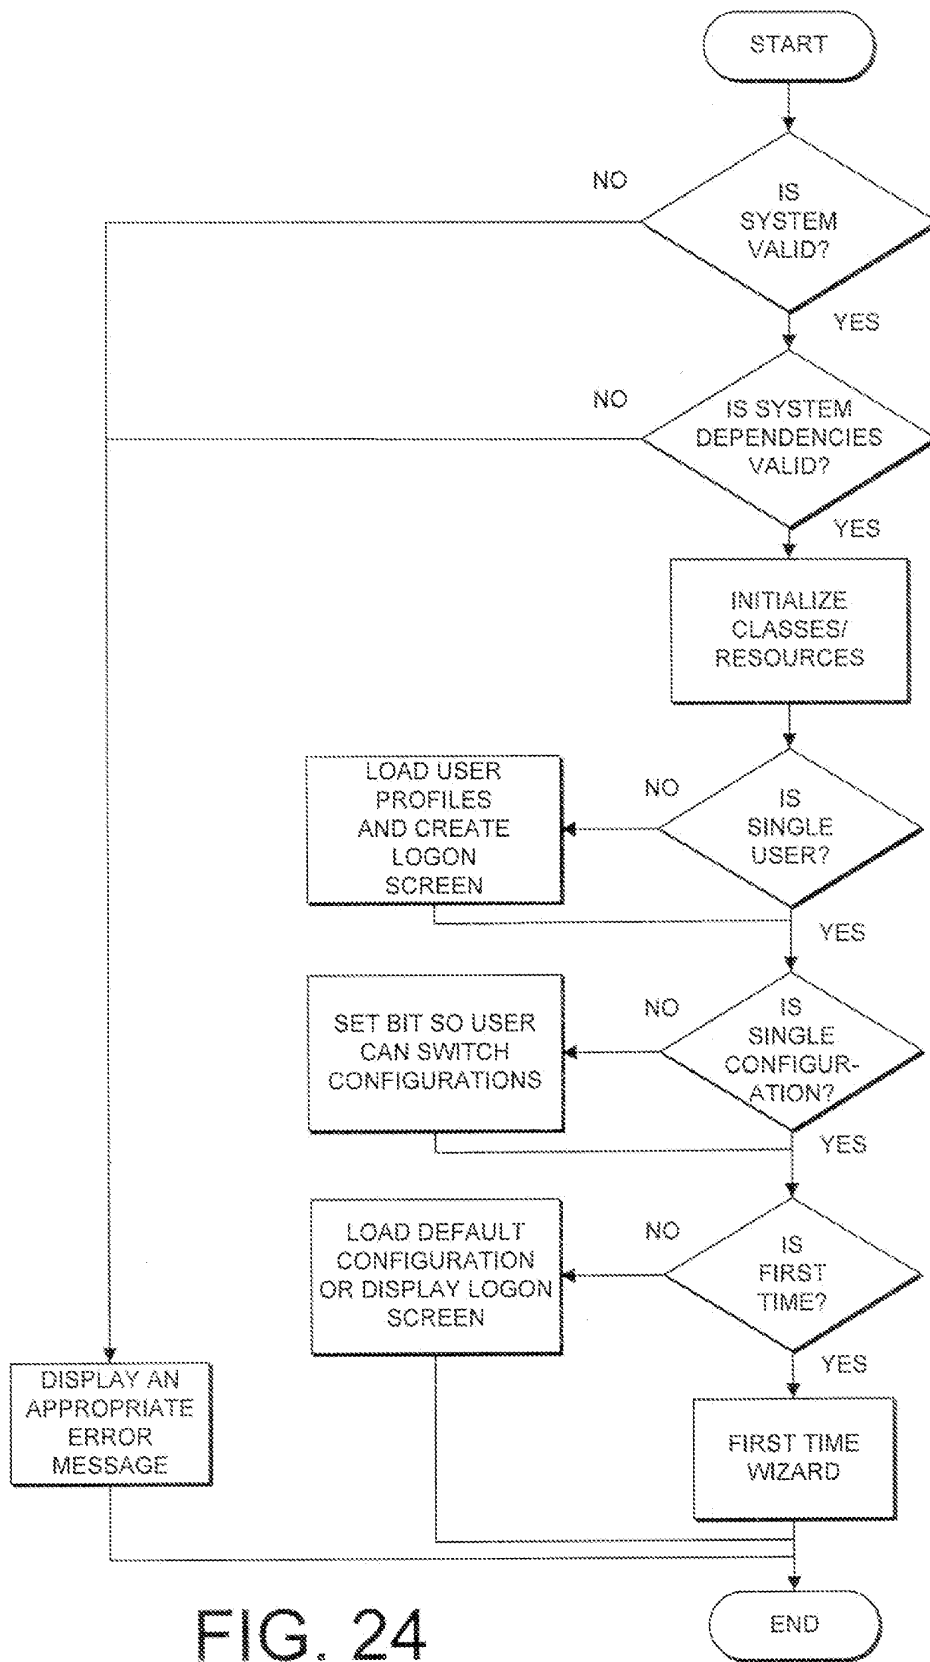 START
NO
IS
SYSTEM
VALID?
YES
NO
IS SYSTEM
DEPENDENCIES
VALID?
YES
INITIALIZE
CLASSES/
RESOURCES
LOAD USER
PROFILES
AND CREATE
LOGON
SCREEN
NO
IS
SINGLE
USER?
YES
SET BIT SO USER
CAN SWITCH
CONFIGURATIONS
NO
IS
SINGLE
CONFIGUR-
ATION?
YES
LOAD DEFAULT
CONFIGURATION
OR DISPLAY LOGON
SCREEN
NO
IS
FIRST
TIME?
YES
DISPLAY AN
APPROPRIATE
ERROR
MESSAGE
FIRST TIME
WIZARD
END
FIG. 24